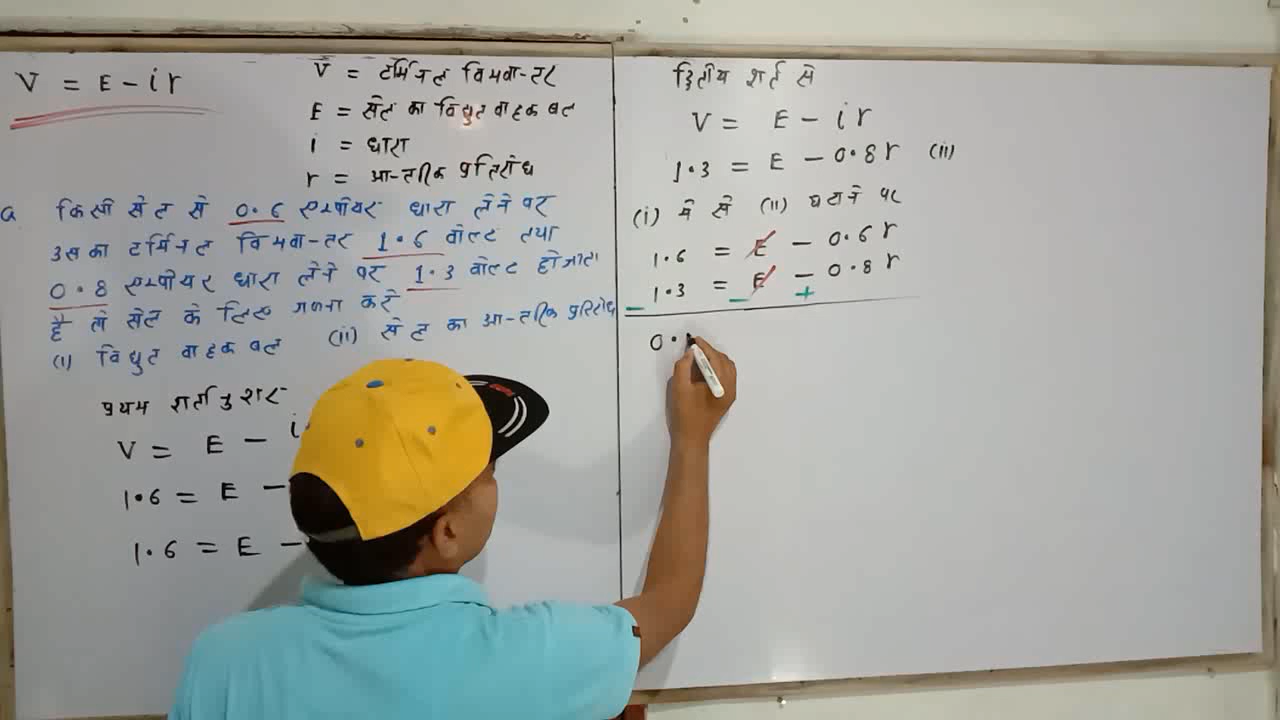 V = E - ir
V = टर्मिनल विभवान्तर
E = सेल का विद्युत वाहक बल
i = धारा
r = आन्तरिक प्रतिरोध
Q किसी सेल से 0.6 एम्पीयर धारा लेने पर
उसका टर्मिनल विभवान्तर 1.6 वोल्ट तथा
0.8 एम्पीयर धारा लेने पर 1.3 वोल्ट हो जाता
है तो सेल के लिए गणना करे
(i) विद्युत वाहक बल (ii) सेल का आन्तरिक प्रतिरोध
प्रथम शर्तानुशार
V = E - i
1.6 = E -
1.6 = E -
द्वितीय शर्त से
V = E - ir
1.3 = E - 0.8r (ii)
(i) मे से (ii) घटाने पर
1.6 = E - 0.6r
1.3 = E - 0.8r
- - +
0.